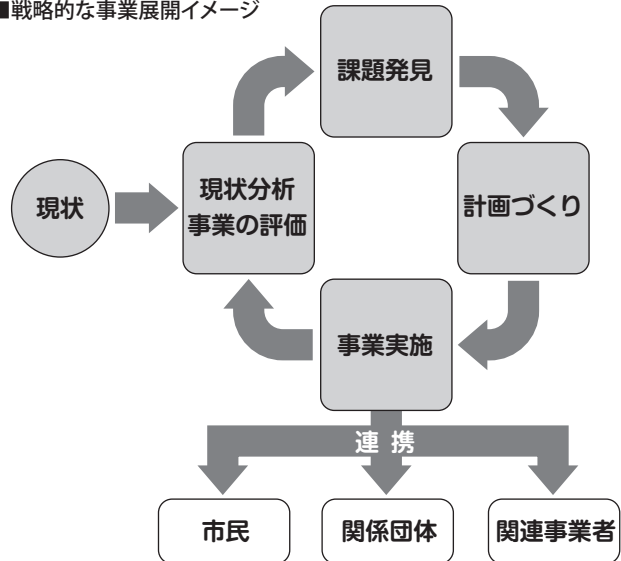 ■戦略的な事業展開イメージ
課題発見
現状
現状分析
事業の評価
計画づくり
事業実施
連携
市民
関係団体
関連事業者